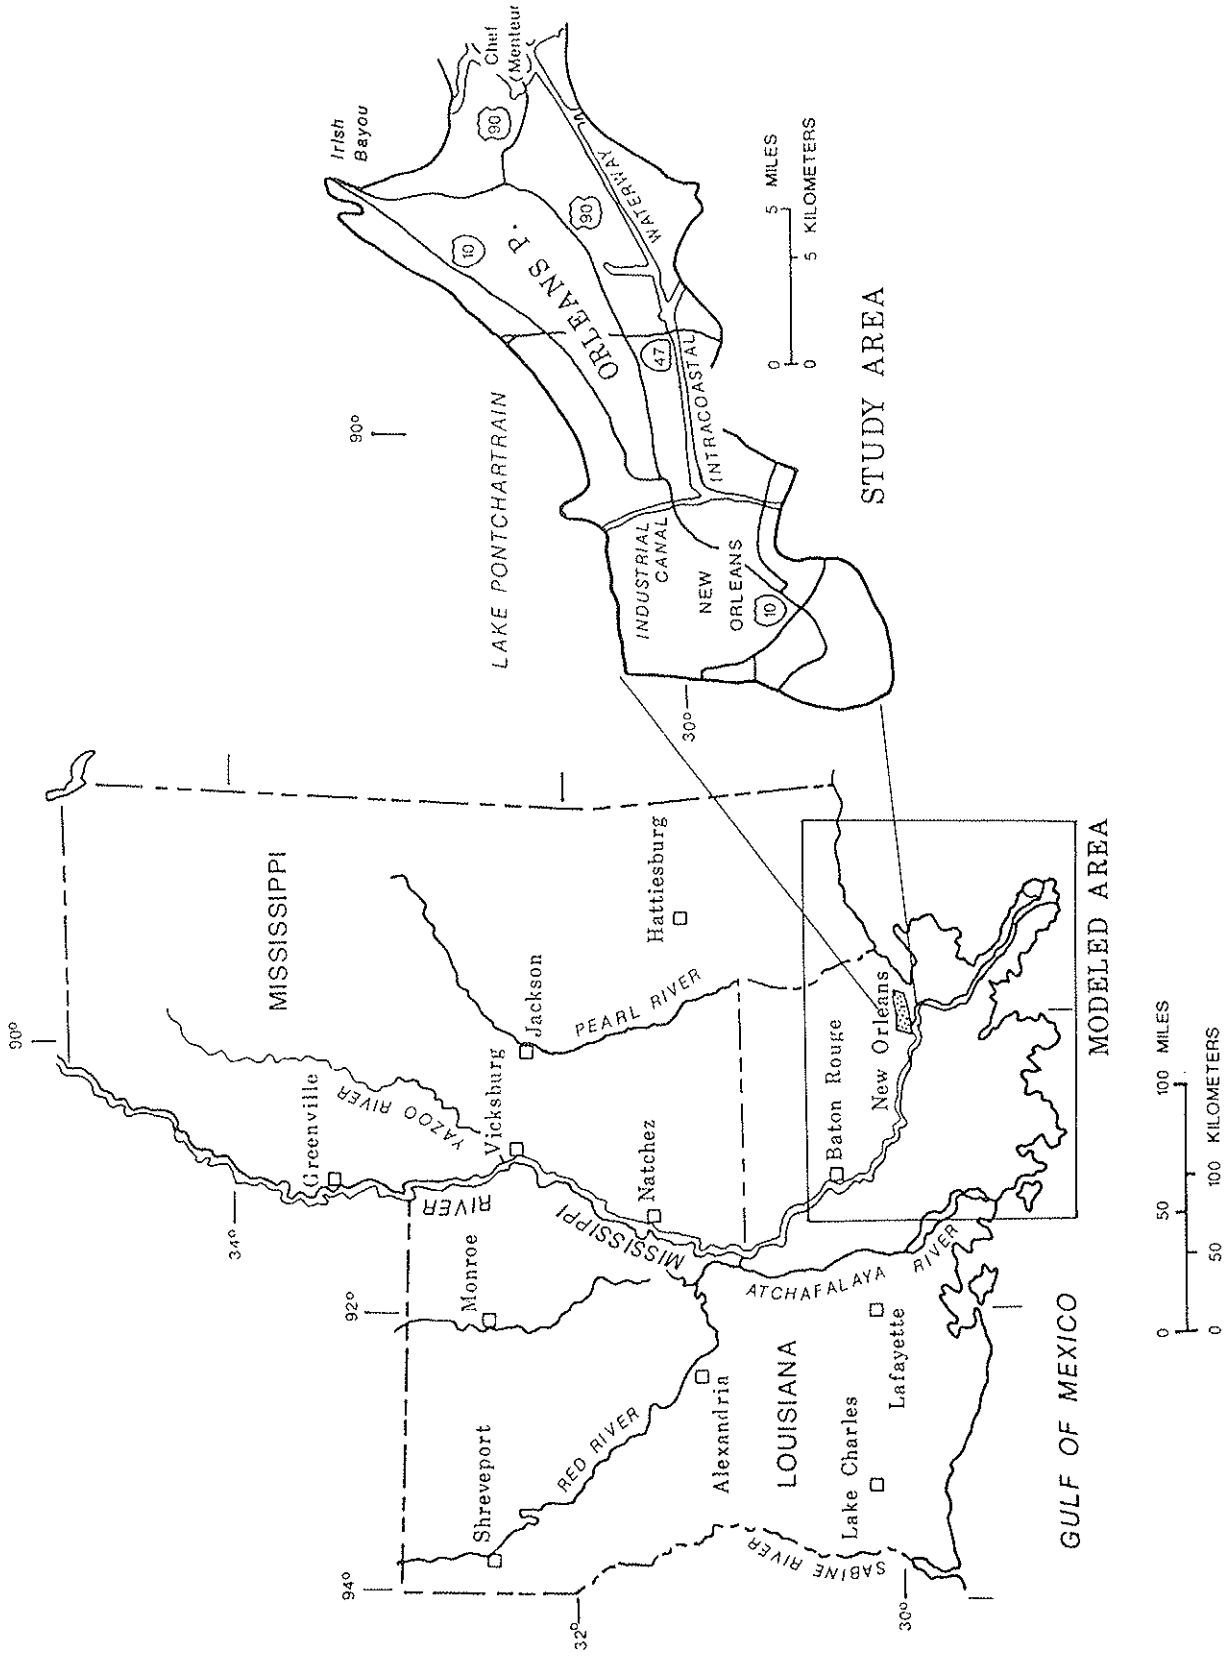 90°
34°
92°
94°
32°
30°
MISSISSIPPI
Greenville
YAZOO RIVER
Vicksburg
Jackson
PEARL RIVER
Hattiesburg
Natchez
MISSISSIPPI
RIVER
Monroe
Shreveport
RED RIVER
Alexandria
LOUISIANA
ATCHAFALAYA
RIVER
Baton Rouge
New Orleans
Lafayette
Lake Charles
SABINE RIVER
GULF OF MEXICO
MODELED AREA
0 50 100 MILES
0 50 100 KILOMETERS
90°
30°
LAKE PONTCHARTRAIN
Irish
Bayou
Chef
Menteur
90
10
ORLEANS P.
90
47
WATERWAY
INTRACOASTAL
INDUSTRIAL
CANAL
NEW
ORLEANS
10
0 5 MILES
0 5 KILOMETERS
STUDY AREA